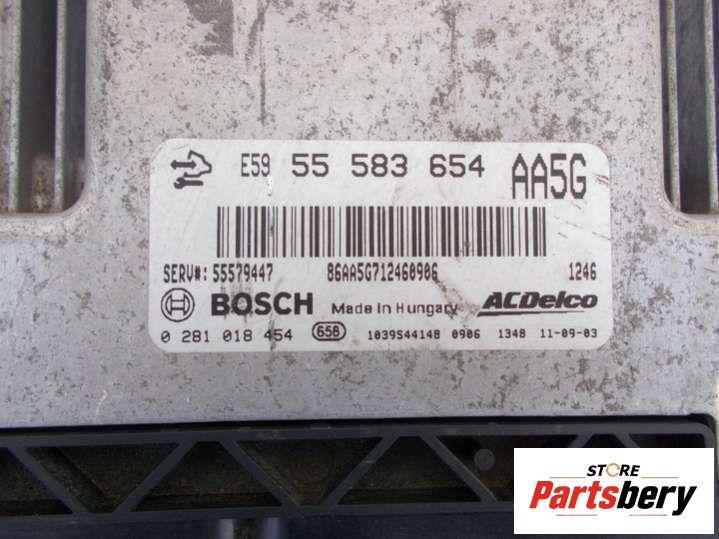 E59 55 583 654 AA5G
SERV#: 55579447 86AA5G712460906 1246
BOSCH Made in Hungary ACDelco
0 281 018 454 658 1039S44148 0906 1348 11-09-03
STORE
Partsbery